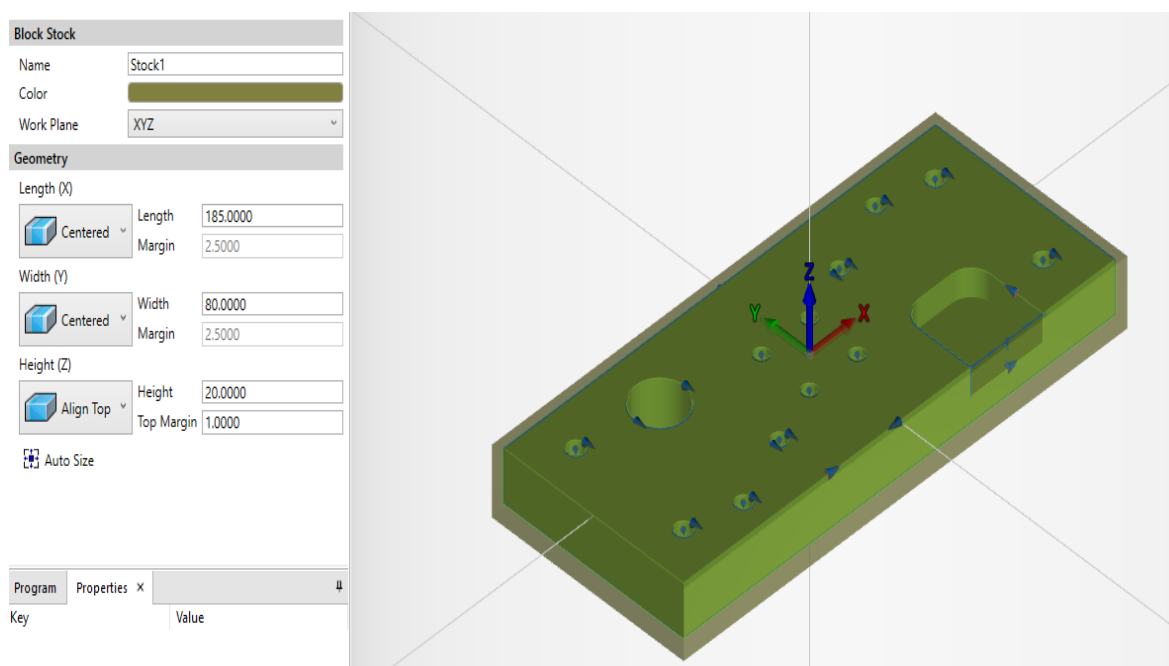 Block Stock
Name Stock1
Color
Work Plane XYZ
Geometry
Length (X)
Centered Length 185.0000
Margin 2.5000
Width (Y)
Centered Width 80.0000
Margin 2.5000
Height (Z)
Align Top Height 20.0000
Top Margin 1.0000
Auto Size
Program Properties ×
Key Value
Z
Y X